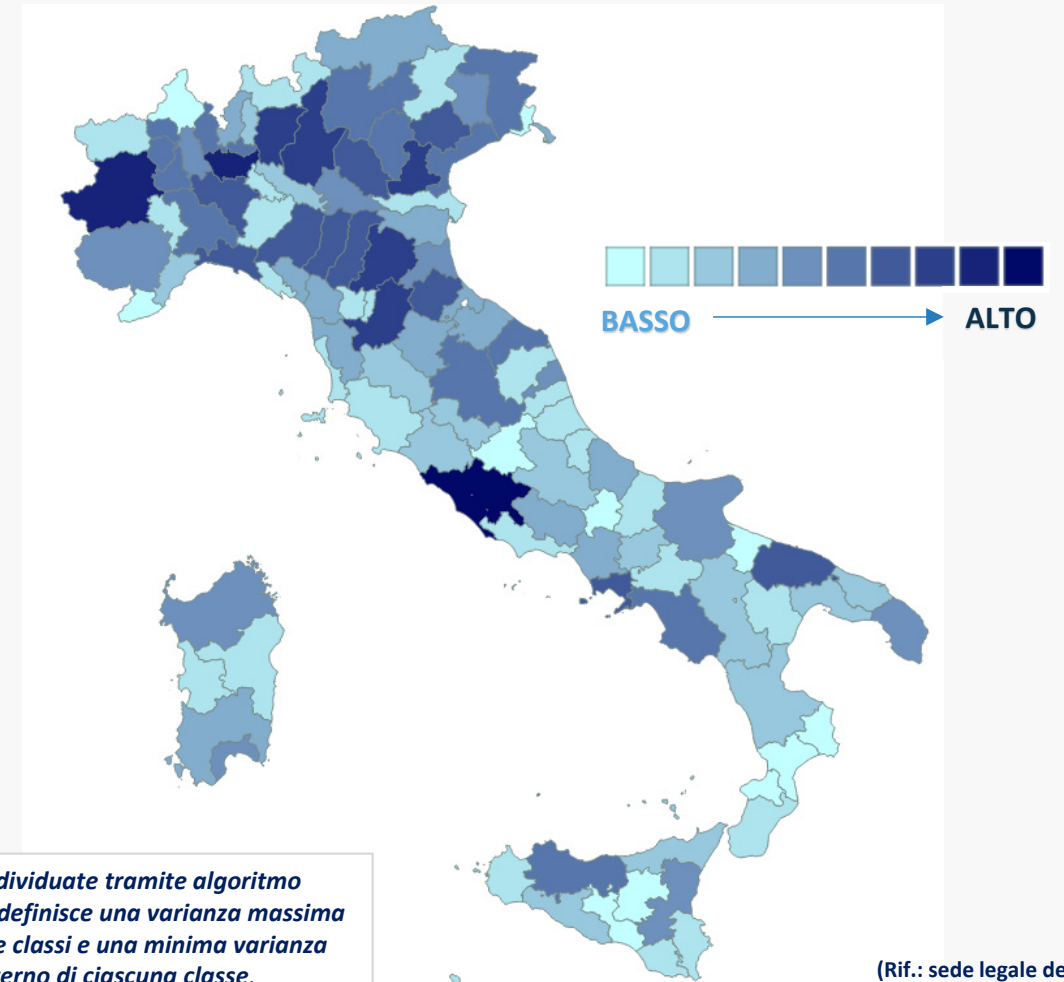 BASSO ALTO
dividuate tramite algoritmo
definisce una varianza massima
e classi e una minima varianza
terno di ciascuna classe.
(Rif.: sede legale de